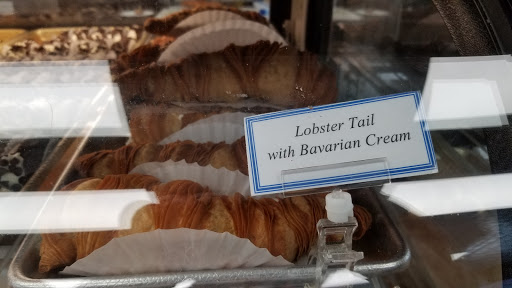 Lobster Tail
with Bavarian Cream